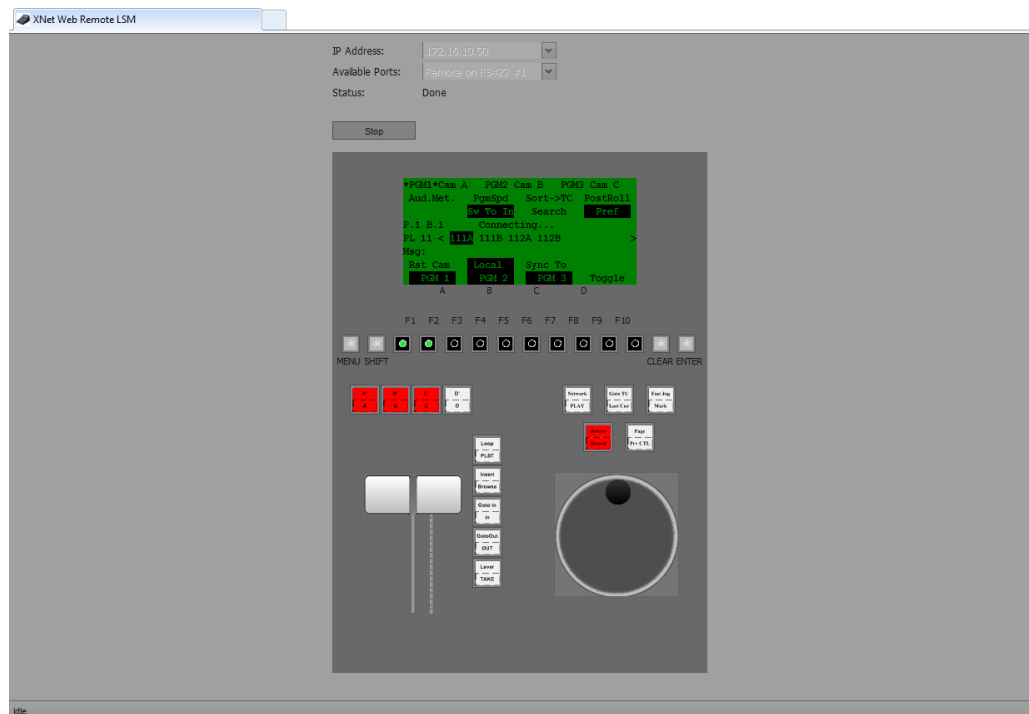 XNet Web Remote LSM
IP Address: 172.16.10.50
Available Ports: Remote on RS422 #1
Status: Done
Stop
*PGM1*Cam A PGM2 Cam B PGM3 Cam C
Aud.Met. PgmSpd Sort->TC PostRoll
Sw To In Search Pref
P.1 B.1 Connecting...
PL 11 < 111A 111B 112A 112B >
Msg:
Rst Cam Local Sync To
PGM 1 PGM 2 PGM 3 Toggle
A B C D
F1 F2 F3 F4 F5 F6 F7 F8 F9 F10
MENU SHIFT CLEAR ENTER
A' B' C' D' Network Goto TC Fast Jog
A B C D PLAY Last Cue Mark
Return Page
Record Prv CTL
Loop
PLST
Insert
Browse
Goto In
In
GotoOut
OUT
Lever
TAKE
Idle